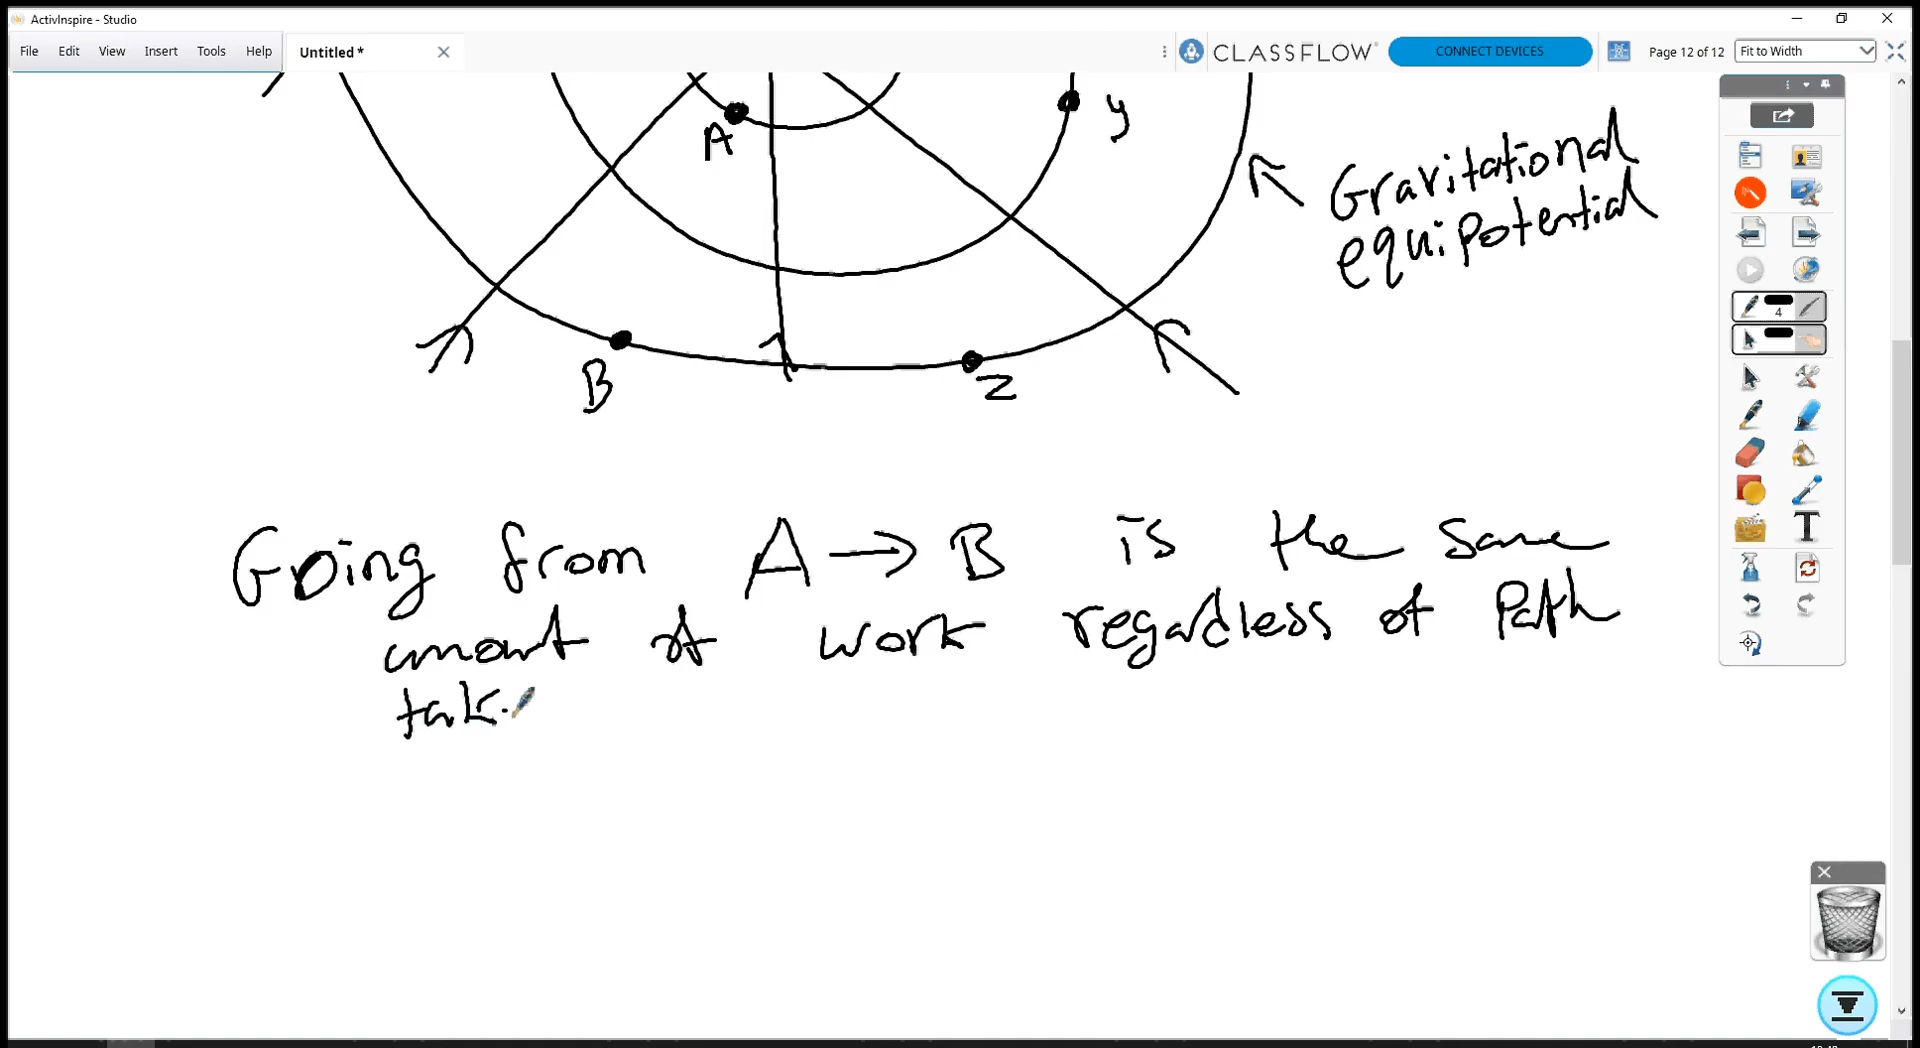 ActivInspire - Studio
File Edit View Insert Tools Help Untitled * CLASSFLOW CONNECT DEVICES Page 12 of 12 Fit to Width
A
y
Gravitational
equipotential
B
Z
4
T
Going from A → B is the same
amount of work regardless of Path
tak